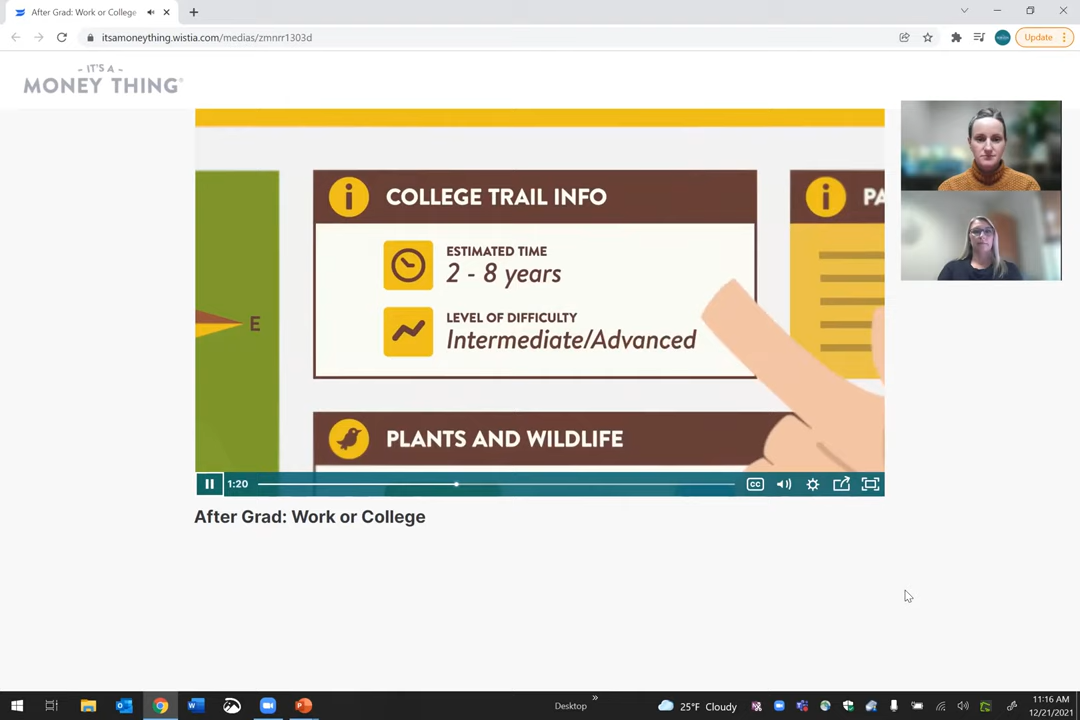 After Grad: Work or College
itsamoneything.wistia.com/medias/zmnrr1303d
Update
- IT'S A -
MONEY THING®
COLLEGE TRAIL INFO
PA
ESTIMATED TIME
2 - 8 years
LEVEL OF DIFFICULTY
Intermediate/Advanced
E
PLANTS AND WILDLIFE
1:20
CC
After Grad: Work or College
Desktop
25°F Cloudy
11:16 AM
12/21/2021